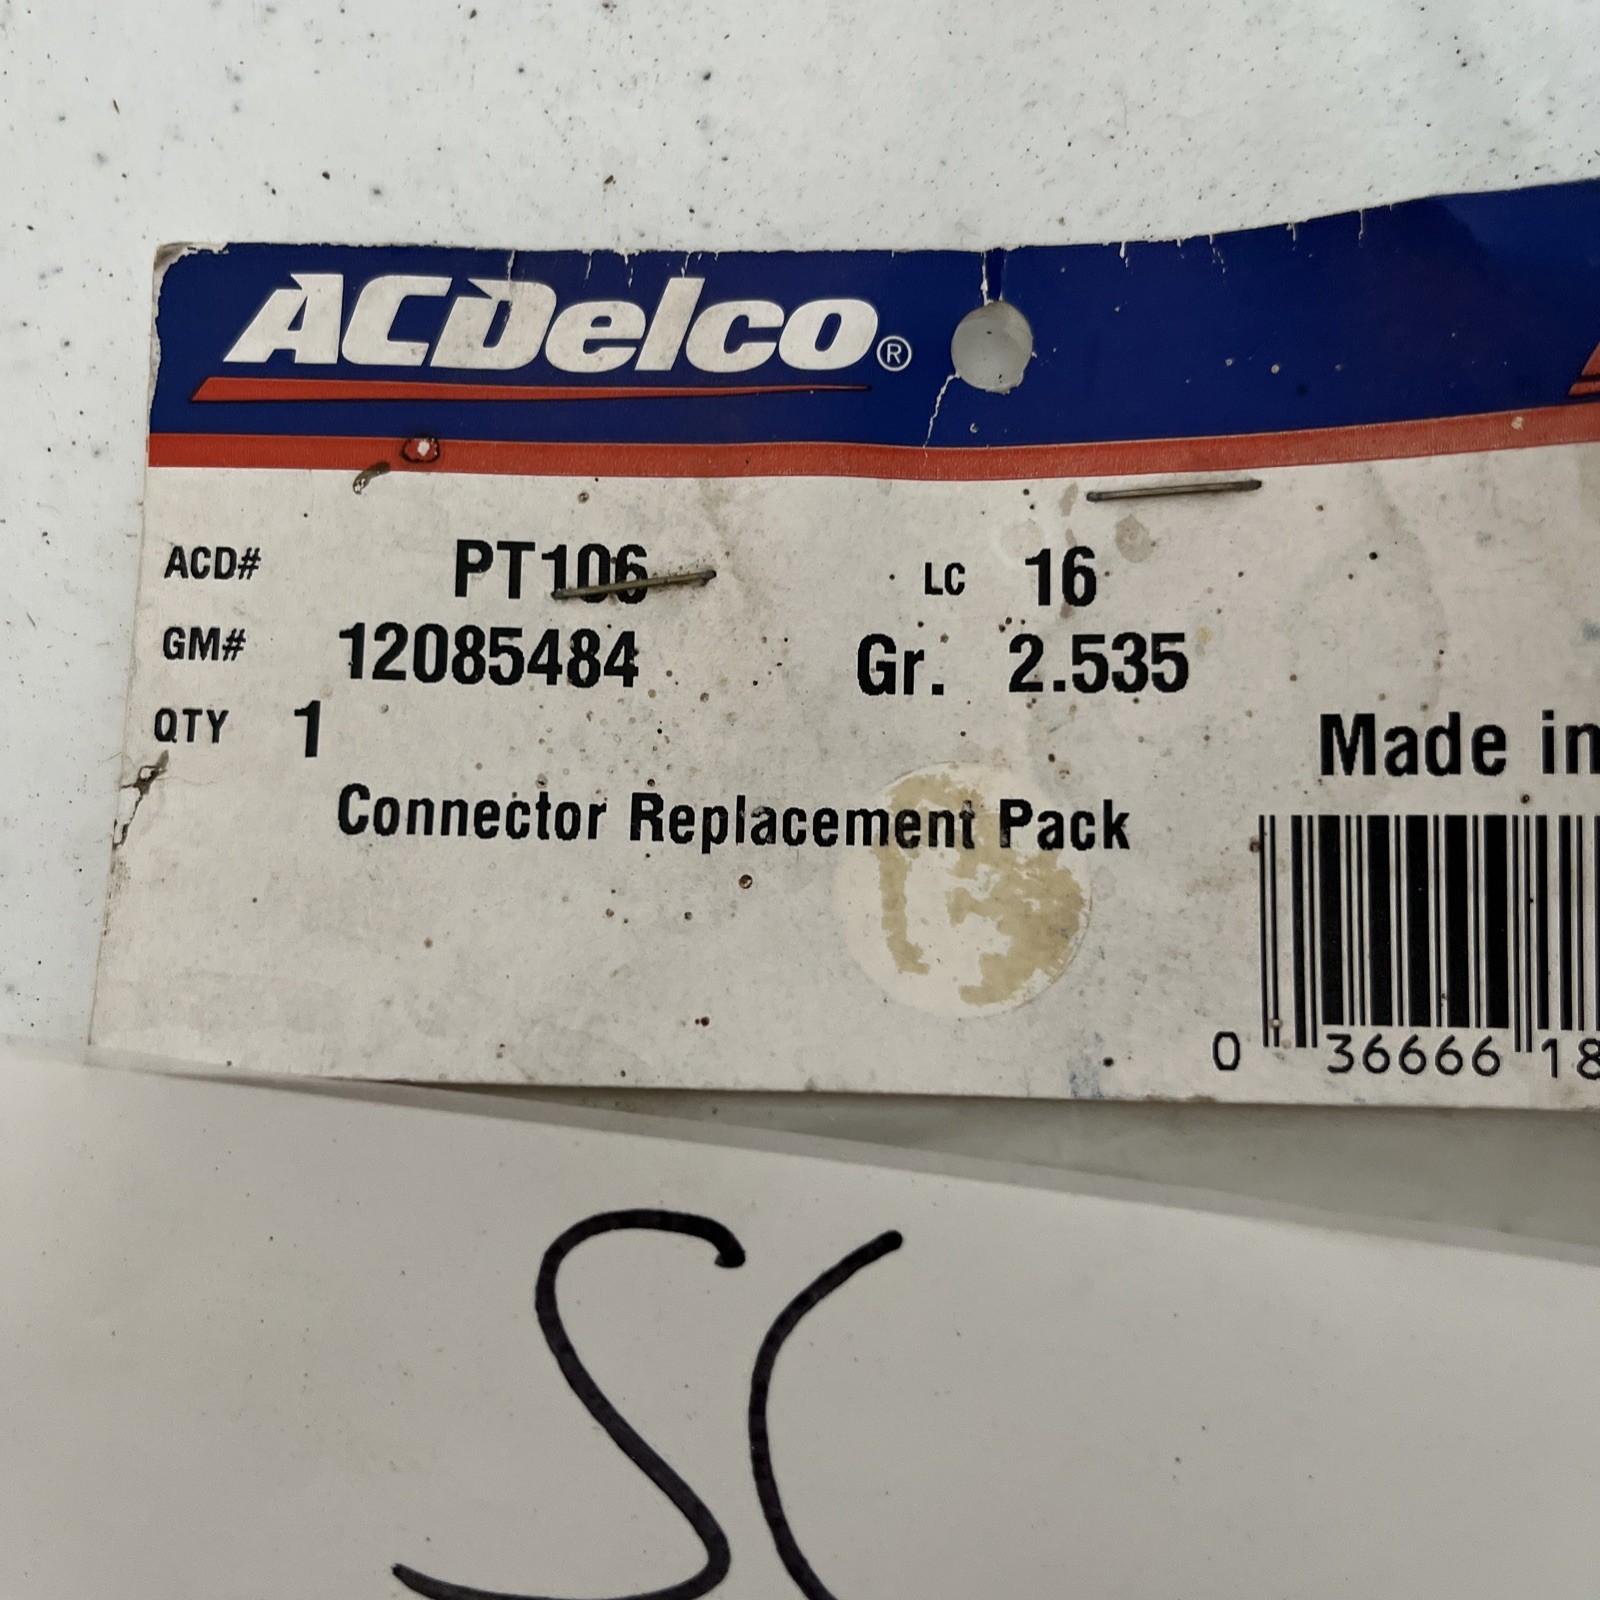 ACDelco®
ACD# PT106 LC 16
GM# 12085484 Gr. 2.535
QTY 1
Made in
Connector Replacement Pack
0 36666 18
SC